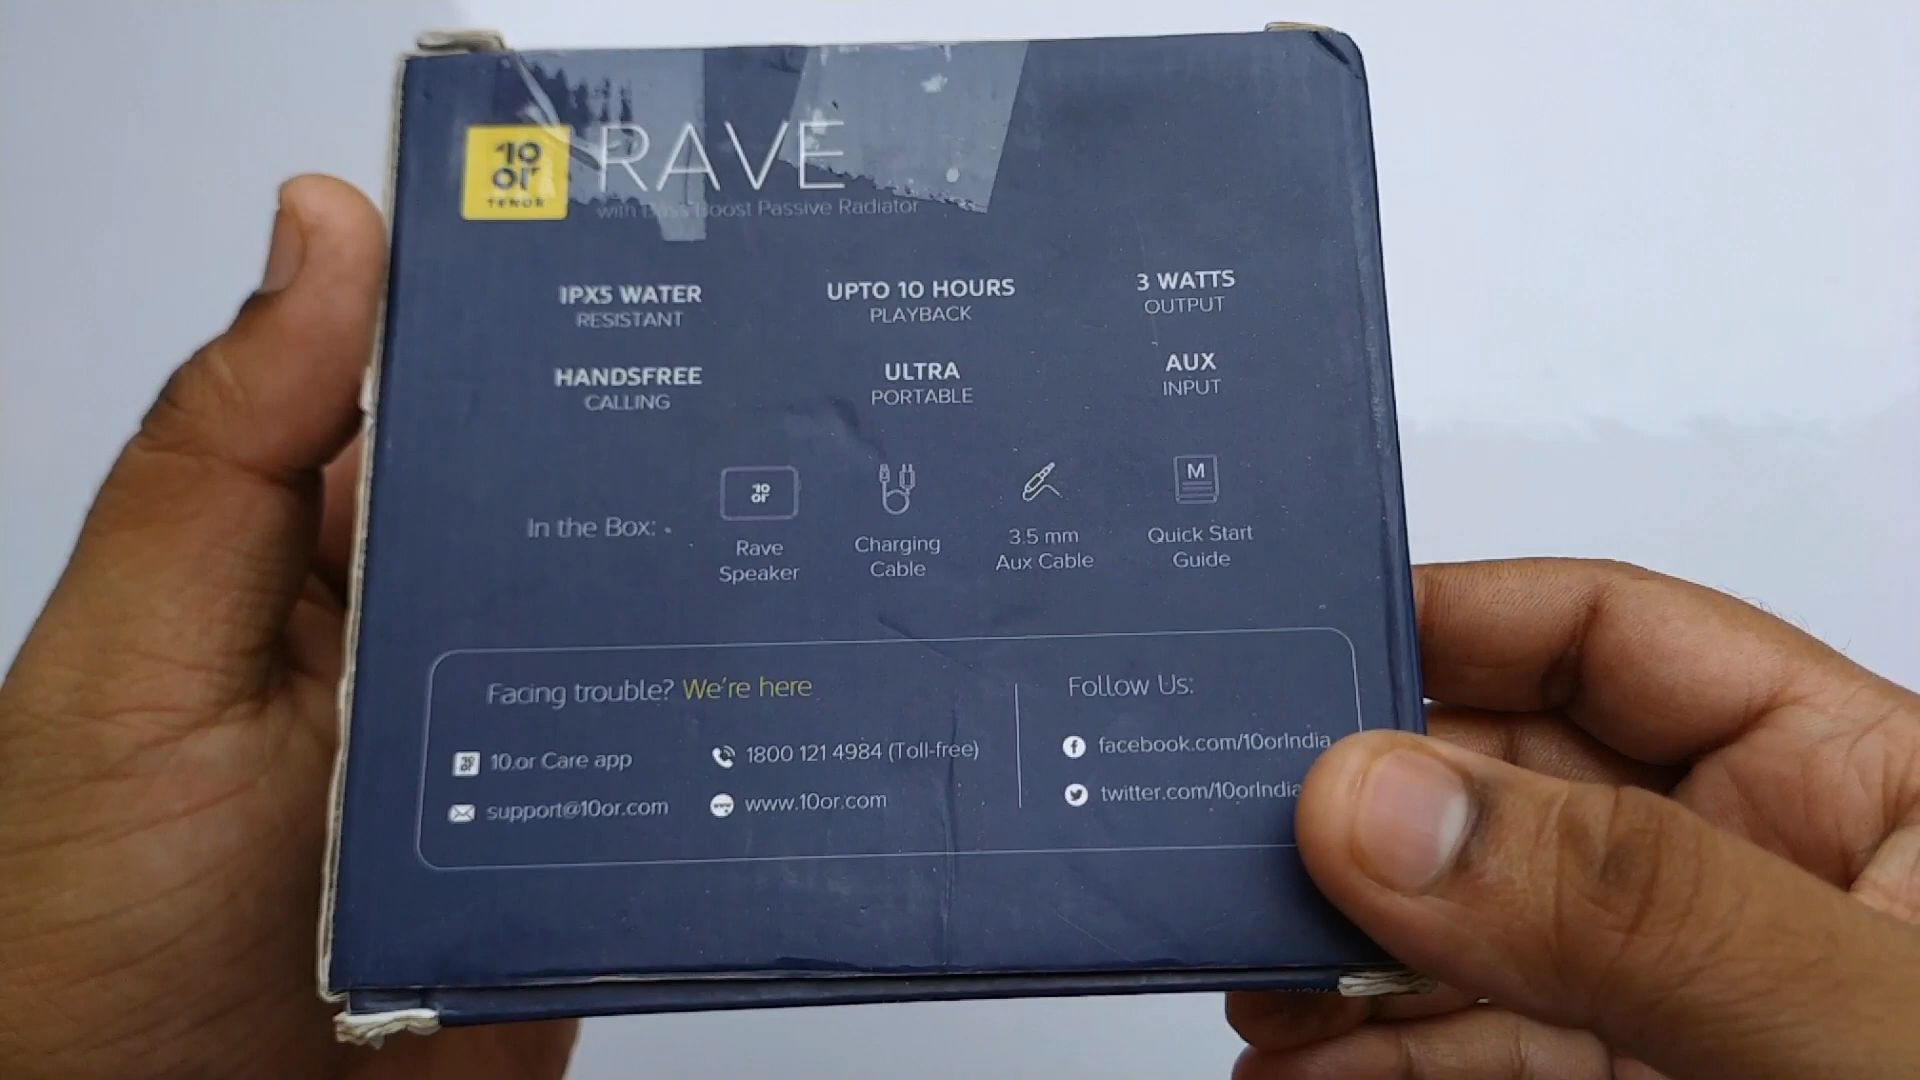 10
or
TENOR
RAVE
with Bass Boost Passive Radiator
IPX5 WATER
RESISTANT
UPTO 10 HOURS
PLAYBACK
3 WATTS
OUTPUT
HANDSFREE
CALLING
ULTRA
PORTABLE
AUX
INPUT
In the Box:
10
or
Rave
Speaker
Charging
Cable
3.5 mm
Aux Cable
M
Quick Start
Guide
Facing trouble? We're here
10.or Care app
1800 121 4984 (Toll-free)
support@10or.com
www.10or.com
Follow Us:
facebook.com/10orIndia
twitter.com/10orIndia